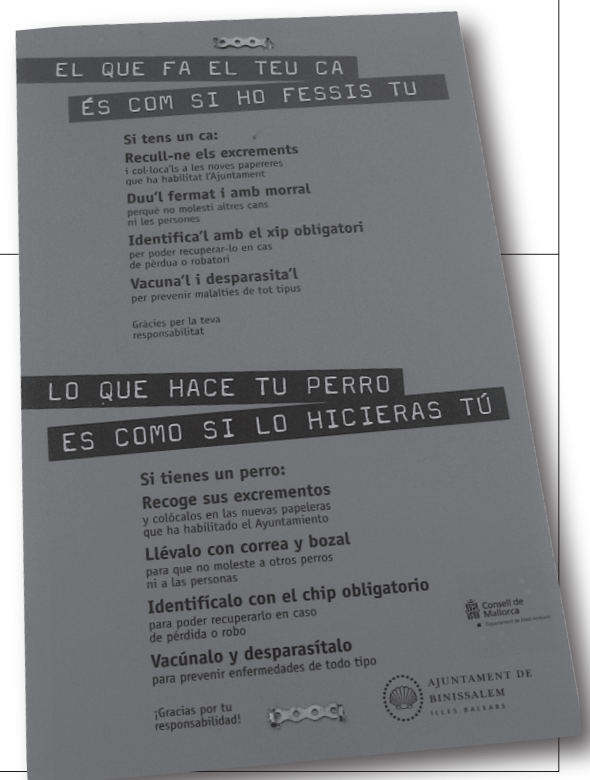 EL QUE FA EL TEU CA
ÉS COM SI HO FESSIS TU
Si tens un ca:
Recull-ne els excrements
i col·loca'ls a les noves papereres
que ha habilitat l'Ajuntament
Duu'l fermat i amb morral
perquè no molesti altres cans
ni les persones
Identifica'l amb el xip obligatori
per poder recuperar-lo en cas
de pèrdua o robatori
Vacuna'l i desparasita'l
per prevenir malalties de tot tipus
Gràcies per la teva
responsabilitat
LO QUE HACE TU PERRO
ES COMO SI LO HICIERAS TÚ
Si tienes un perro:
Recoge sus excrementos
y colócalos en las nuevas papeleras
que ha habilitado el Ayuntamiento
Llévalo con correa y bozal
para que no moleste a otros perros
ni a las personas
Identifícalo con el chip obligatorio
para poder recuperarlo en caso
de pérdida o robo
Vacúnalo y desparasítalo
para prevenir enfermedades de todo tipo
¡Gracias por tu
responsabilidad!
Consell de
Mallorca
Departament de Medi Ambient
AJUNTAMENT DE
BINISSALEM
ILLES BALEARS